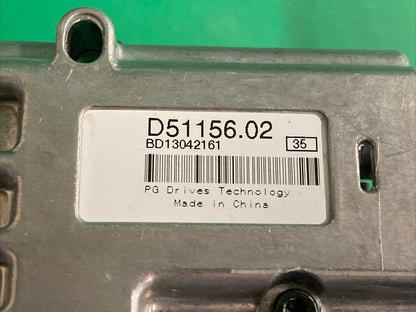 D51156.02
BD13042161 35
PG Drives Technology
Made in China